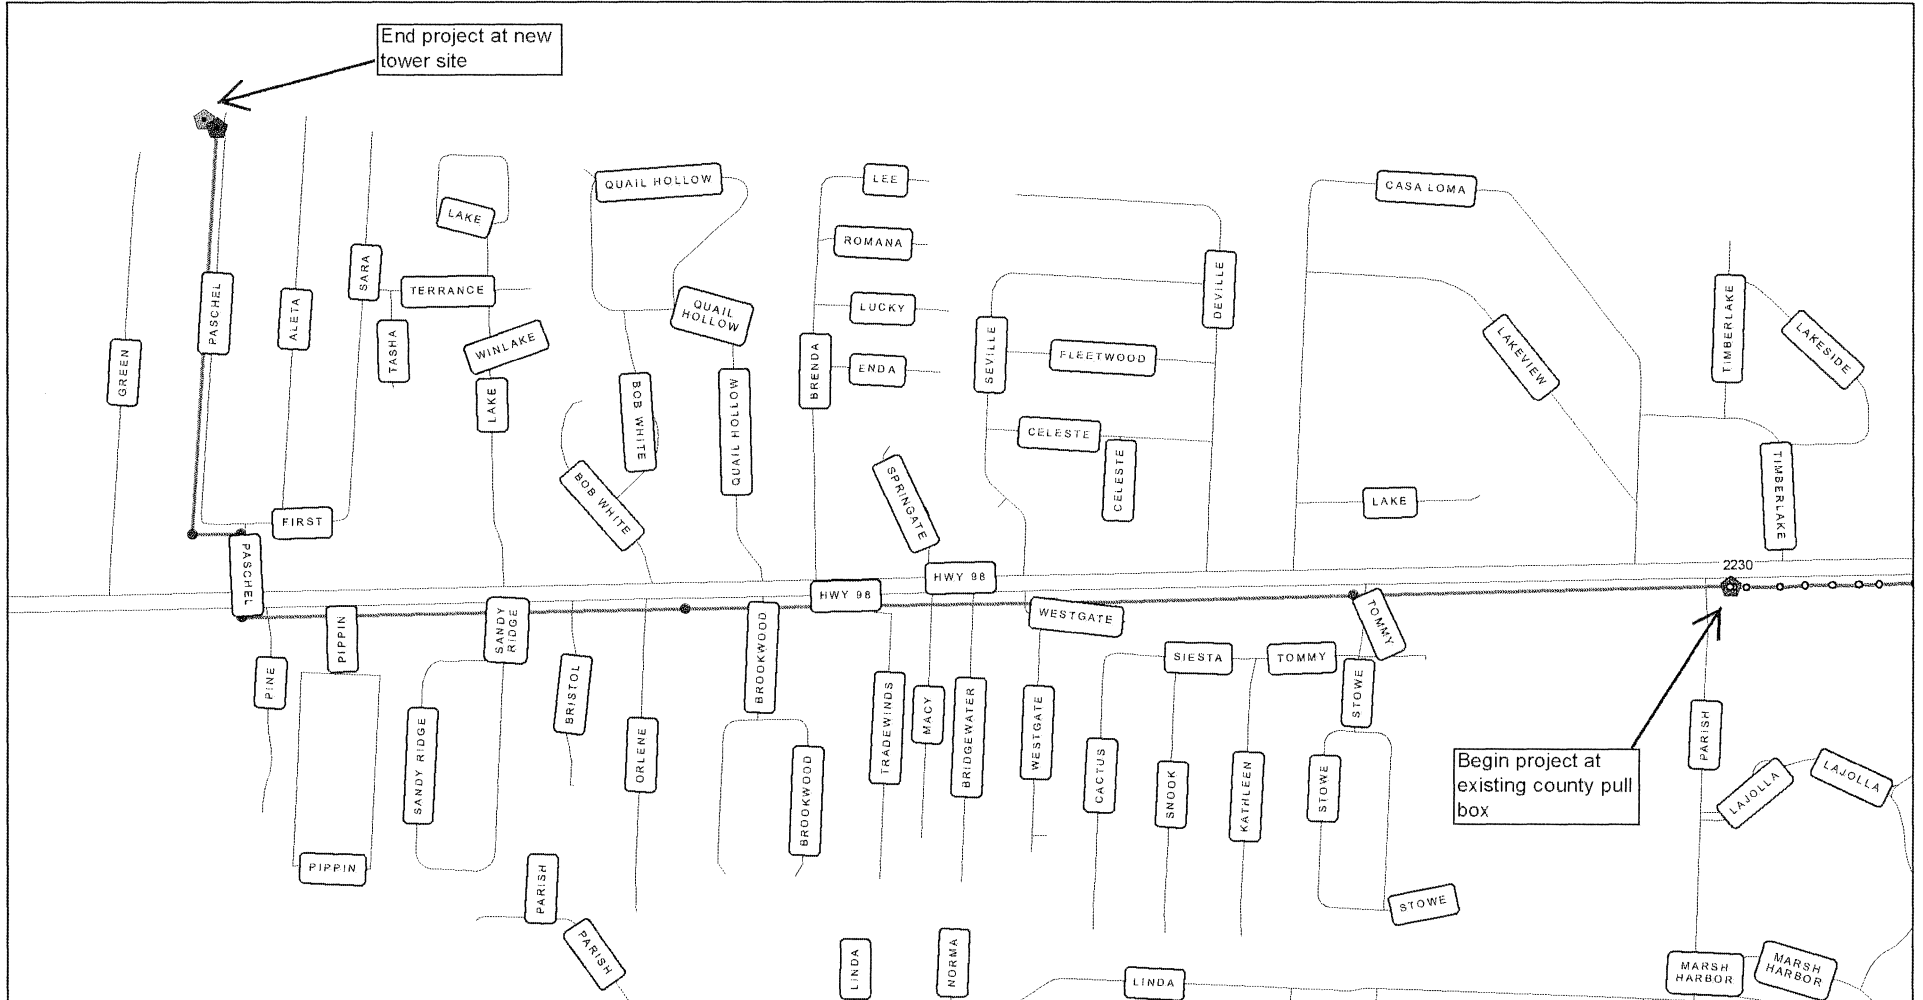 End project at new
tower site
QUAIL HOLLOW
LEE
CASA LOMA
LAKE
ROMANA
SARA
TERRANCE
DEVILLE
PASCHEL
ALETA
QUAIL
HOLLOW
LUCKY
TIMBERLAKE
LAKESIDE
GREEN
TASHA
WINLAKE
BRENDA
ENDA
SEVILLE
FLEETWOOD
LAKEVIEW
LAKE
BOB WHITE
QUAIL HOLLOW
CELESTE
CELESTE
BOB WHITE
SPRINGATE
LAKE
TIMBERLAKE
FIRST
PASCHEL
HWY 98
HWY 98
2230
PIPPIN
SANDY
RIDGE
BROOKWOOD
WESTGATE
TOMMY
PINE
BRISTOL
SIESTA
TOMMY
STOWE
TRADEWINDS
MACY
BRIDGEWATER
WESTGATE
PARISH
SANDY RIDGE
ORLENE
BROOKWOOD
CACTUS
SNOOK
KATHLEEN
STOWE
Begin project at
existing county pull
box
LAJOLLA
LAJOLLA
PIPPIN
PARISH
STOWE
PARISH
LINDA
NORMA
LINDA
MARSH
HARBOR
MARSH
HARBOR